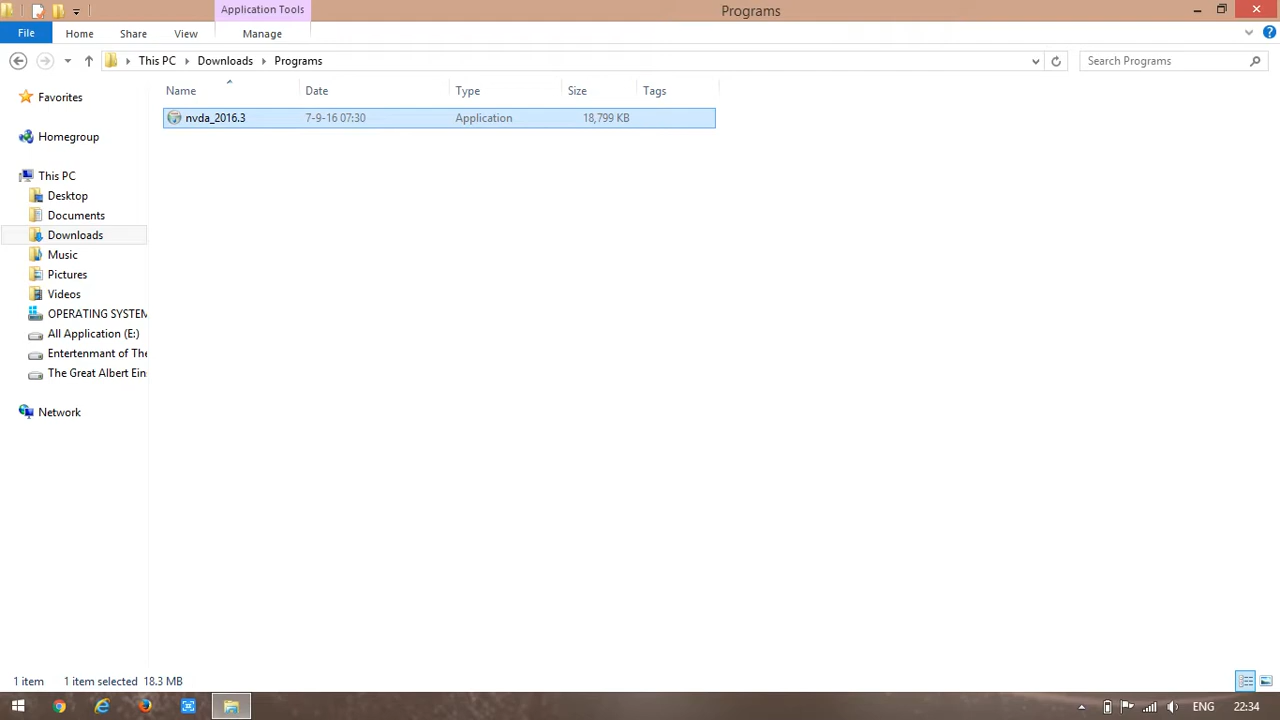 Application Tools
Programs
File
Home
Share
View
Manage
This PC
Downloads
Programs
Search Programs
Name
Date
Type
Size
Tags
nvda_2016.3
7-9-16 07:30
Application
18,799 KB
Favorites
Homegroup
This PC
Desktop
Documents
Downloads
Music
Pictures
Videos
OPERATING SYSTEM
All Application (E:)
Entertenmant of The
The Great Albert Ein
Network
1 item
1 item selected 18.3 MB
ENG
22:34